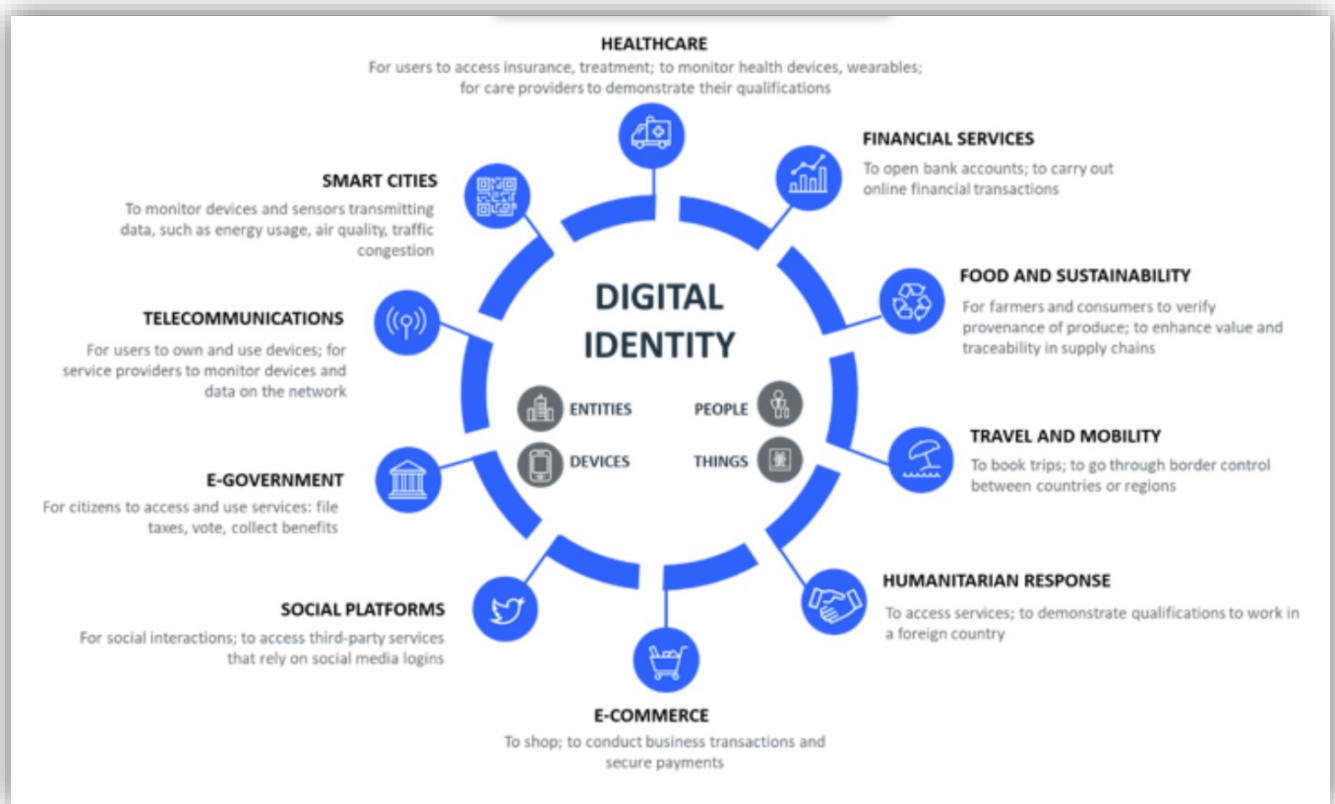 HEALTHCARE
For users to access insurance, treatment; to monitor health devices, wearables;
for care providers to demonstrate their qualifications
FINANCIAL SERVICES
To open bank accounts; to carry out
online financial transactions
SMART CITIES
To monitor devices and sensors transmitting
data, such as energy usage, air quality, traffic
congestion
FOOD AND SUSTAINABILITY
For farmers and consumers to verify
provenance of produce; to enhance value and
traceability in supply chains
DIGITAL
IDENTITY
TELECOMMUNICATIONS
For users to own and use devices; for
service providers to monitor devices and
data on the network
ENTITIES
PEOPLE
DEVICES
THINGS
TRAVEL AND MOBILITY
To book trips; to go through border control
between countries or regions
E-GOVERNMENT
For citizens to access and use services: file
taxes, vote, collect benefits
HUMANITARIAN RESPONSE
To access services; to demonstrate qualifications to work in
a foreign country
SOCIAL PLATFORMS
For social interactions; to access third-party services
that rely on social media logins
E-COMMERCE
To shop; to conduct business transactions and
secure payments